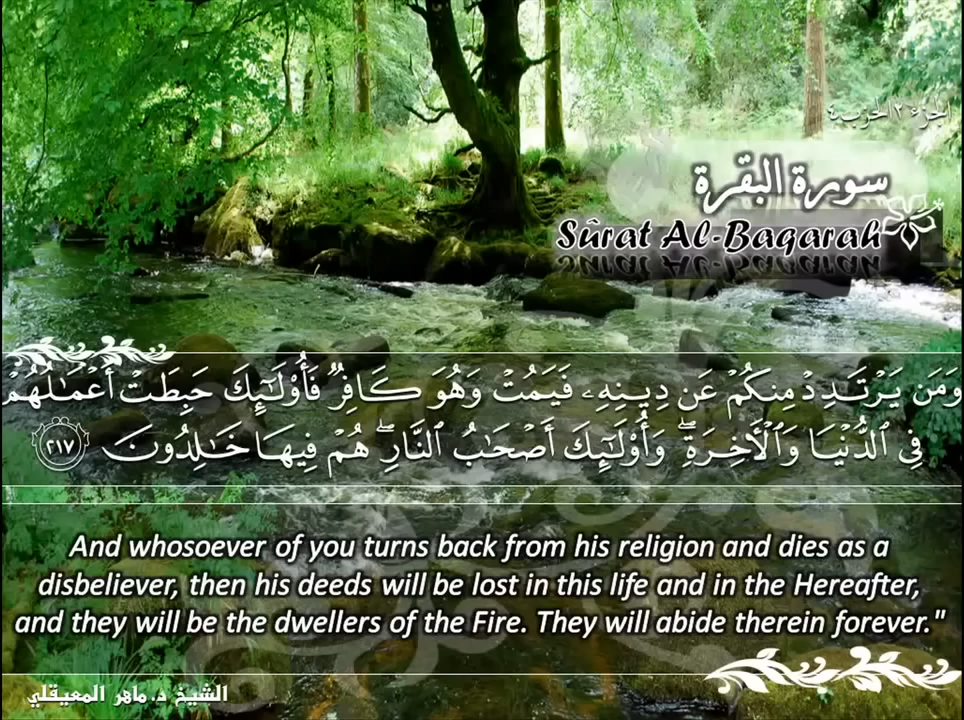 الجزء ٢ الحزب ٤
سورة البقرة
Sûrat Al-Baqarah
وَمَن يَرْتَدِدْ مِنكُمْ عَن دِينِهِۦ فَيَمُتْ وَهُوَ كَافِرٌ فَأُو۟لَـٰٓئِكَ حَبِطَتْ أَعْمَـٰلُهُمْ
فِى ٱلدُّنْيَا وَٱلْـَٔاخِرَةِ ۖ وَأُو۟لَـٰٓئِكَ أَصْحَـٰبُ ٱلنَّارِ ۖ هُمْ فِيهَا خَـٰلِدُونَ ٢١٧
And whosoever of you turns back from his religion and dies as a
disbeliever, then his deeds will be lost in this life and in the Hereafter,
and they will be the dwellers of the Fire. They will abide therein forever."
الشيخ د. ماهر المعيقلي